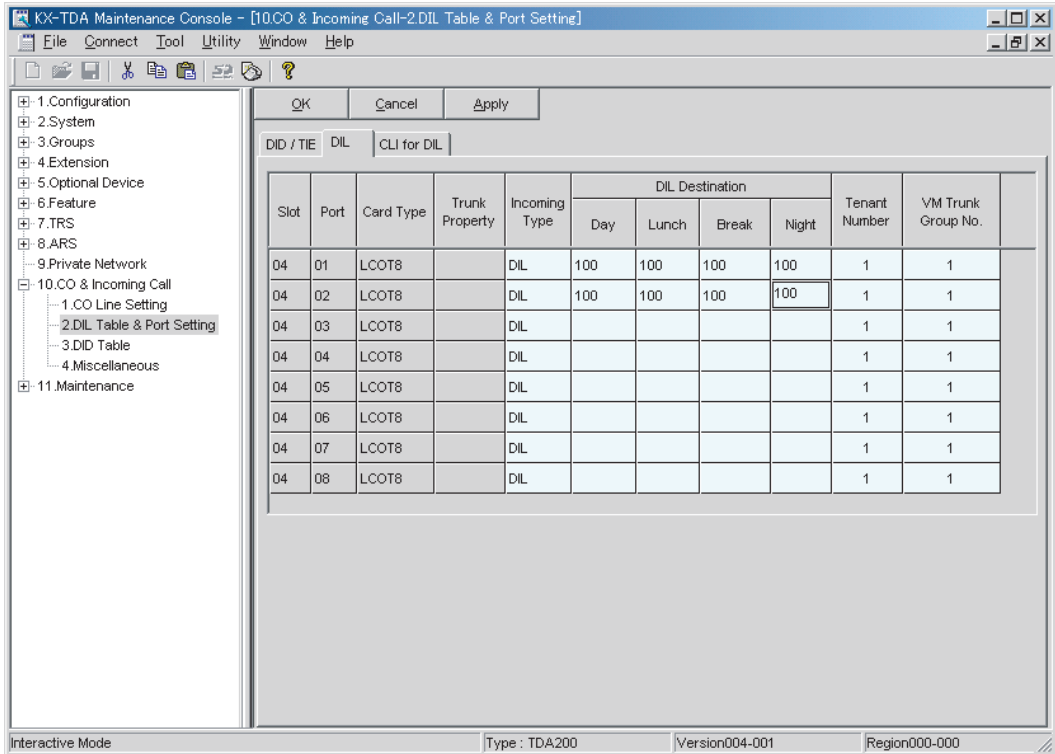 KX-TDA Maintenance Console - [10.CO & Incoming Call-2.DIL Table & Port Setting]
File Connect Tool Utility Window Help
1.Configuration
2.System
3.Groups
4.Extension
5.Optional Device
6.Feature
7.TRS
8.ARS
9.Private Network
10.CO & Incoming Call
1.CO Line Setting
2.DIL Table & Port Setting
3.DID Table
4.Miscellaneous
11.Maintenance
OK Cancel Apply
DID / TIE DIL CLI for DIL
DIL Destination
Slot Port Card Type Trunk Property Incoming Type Day Lunch Break Night Tenant Number VM Trunk Group No.
04 01 LCOT8 DIL 100 100 100 100 1 1
04 02 LCOT8 DIL 100 100 100 100 1 1
04 03 LCOT8 DIL 1 1
04 04 LCOT8 DIL 1 1
04 05 LCOT8 DIL 1 1
04 06 LCOT8 DIL 1 1
04 07 LCOT8 DIL 1 1
04 08 LCOT8 DIL 1 1
Interactive Mode Type : TDA200 Version004-001 Region000-000